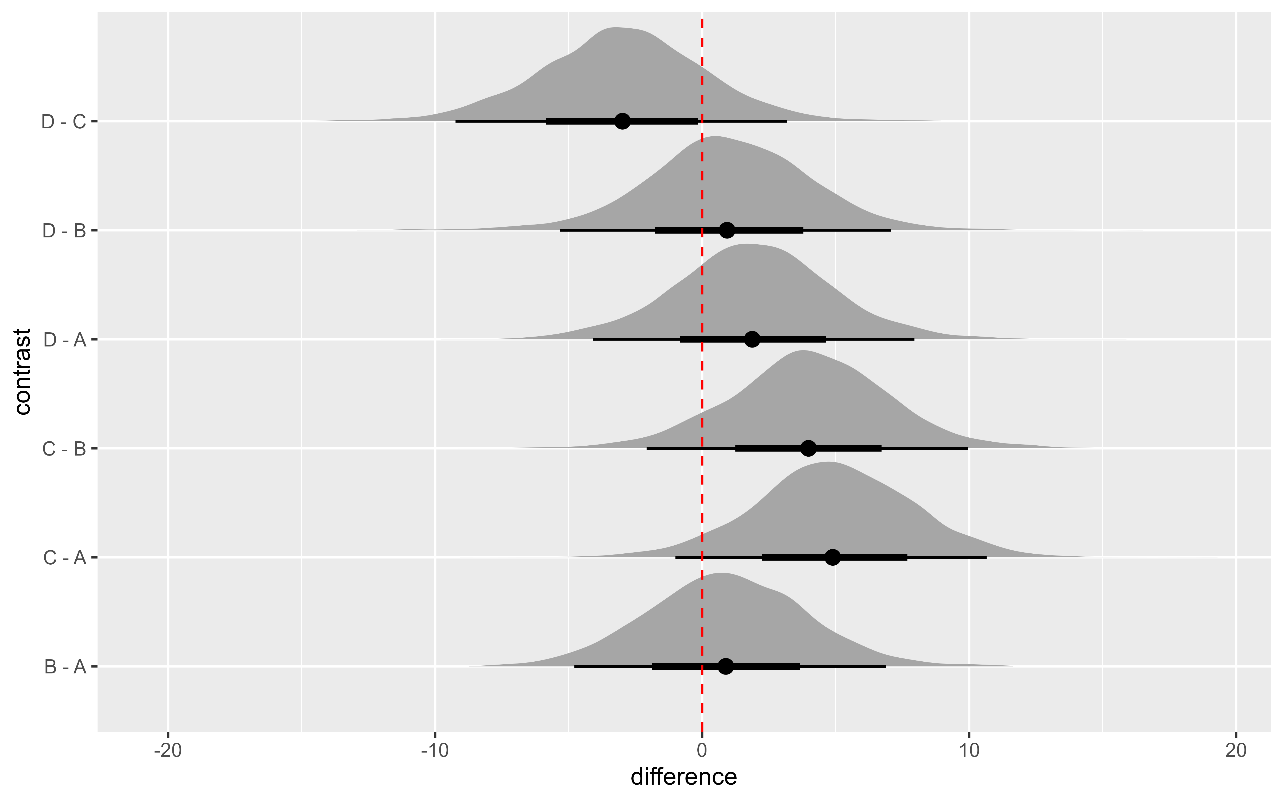 D - C
D - B
D - A
C - B
C - A
B - A
contrast
-20 -10 0 10 20
difference